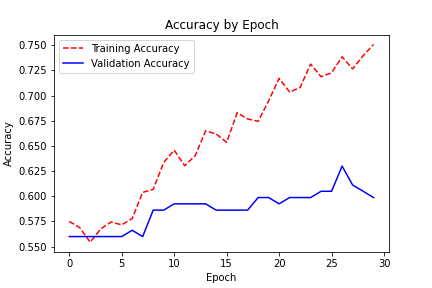 Accuracy by Epoch
Training Accuracy
Validation Accuracy
0.750
0.725
0.700
0.675
0.650
0.625
0.600
0.575
0.550
Accuracy
0 5 10 15 20 25 30
Epoch